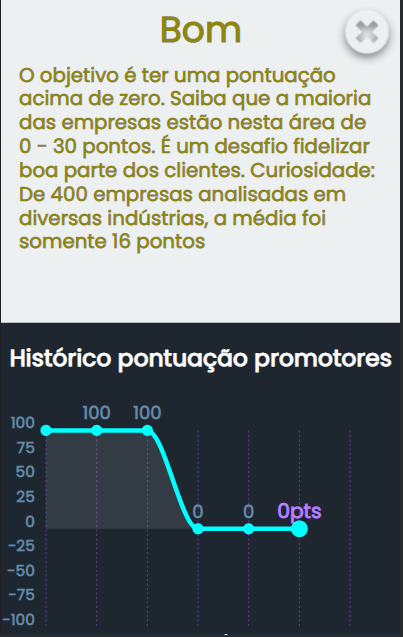 Bom
O objetivo é ter uma pontuação
acima de zero. Saiba que a maioria
das empresas estão nesta área de
0 - 30 pontos. É um desafio fidelizar
boa parte dos clientes. Curiosidade:
De 400 empresas analisadas em
diversas indústrias, a média foi
somente 16 pontos
Histórico pontuação promotores
100 100
100
75
50
25
0
0 0 0pts
-25
-50
-75
-100